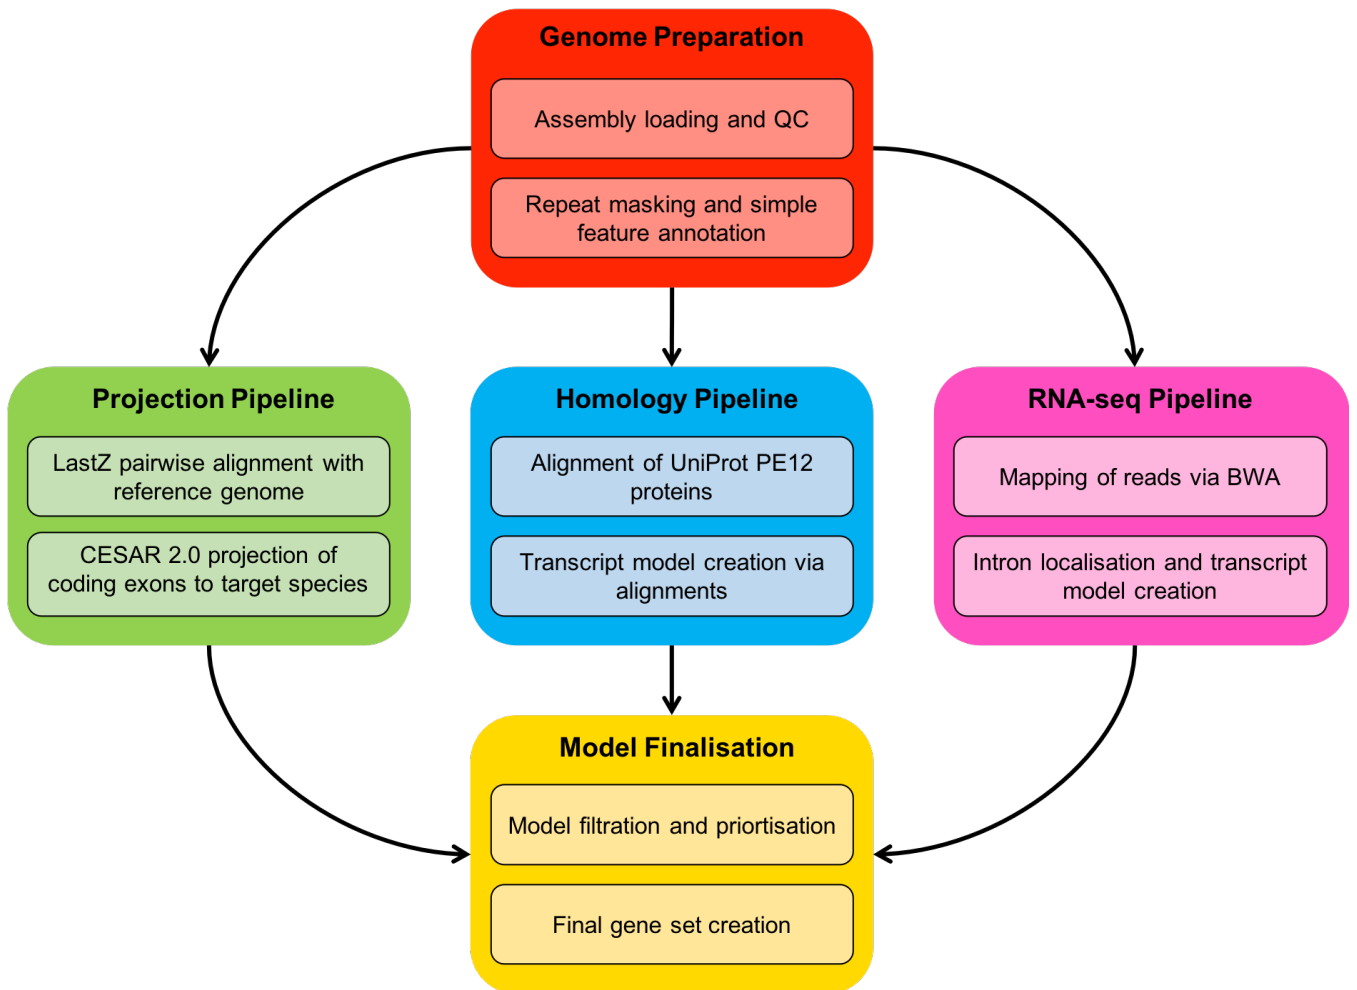 Genome Preparation
Assembly loading and QC
Repeat masking and simple
feature annotation
Projection Pipeline
LastZ pairwise alignment with
reference genome
CESAR 2.0 projection of
coding exons to target species
Homology Pipeline
Alignment of UniProt PE12
proteins
Transcript model creation via
alignments
RNA-seq Pipeline
Mapping of reads via BWA
Intron localisation and transcript
model creation
Model Finalisation
Model filtration and priortisation
Final gene set creation